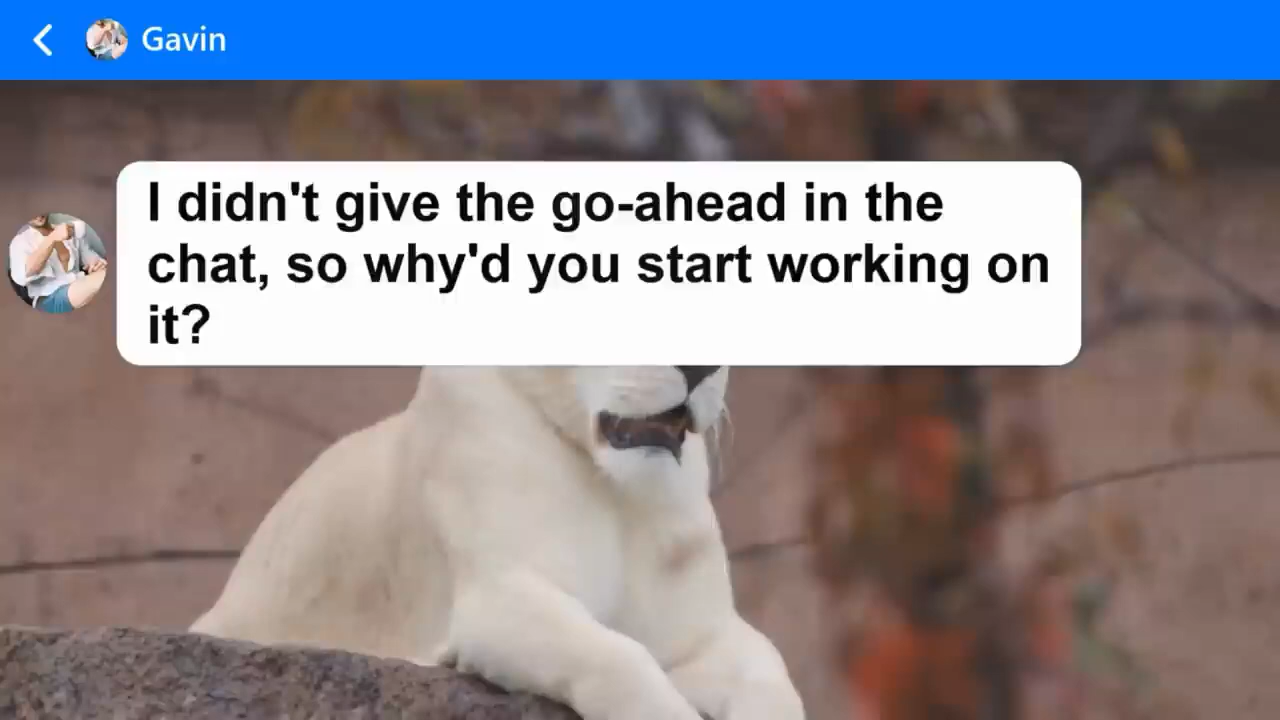 Gavin
I didn't give the go-ahead in the
chat, so why'd you start working on
it?